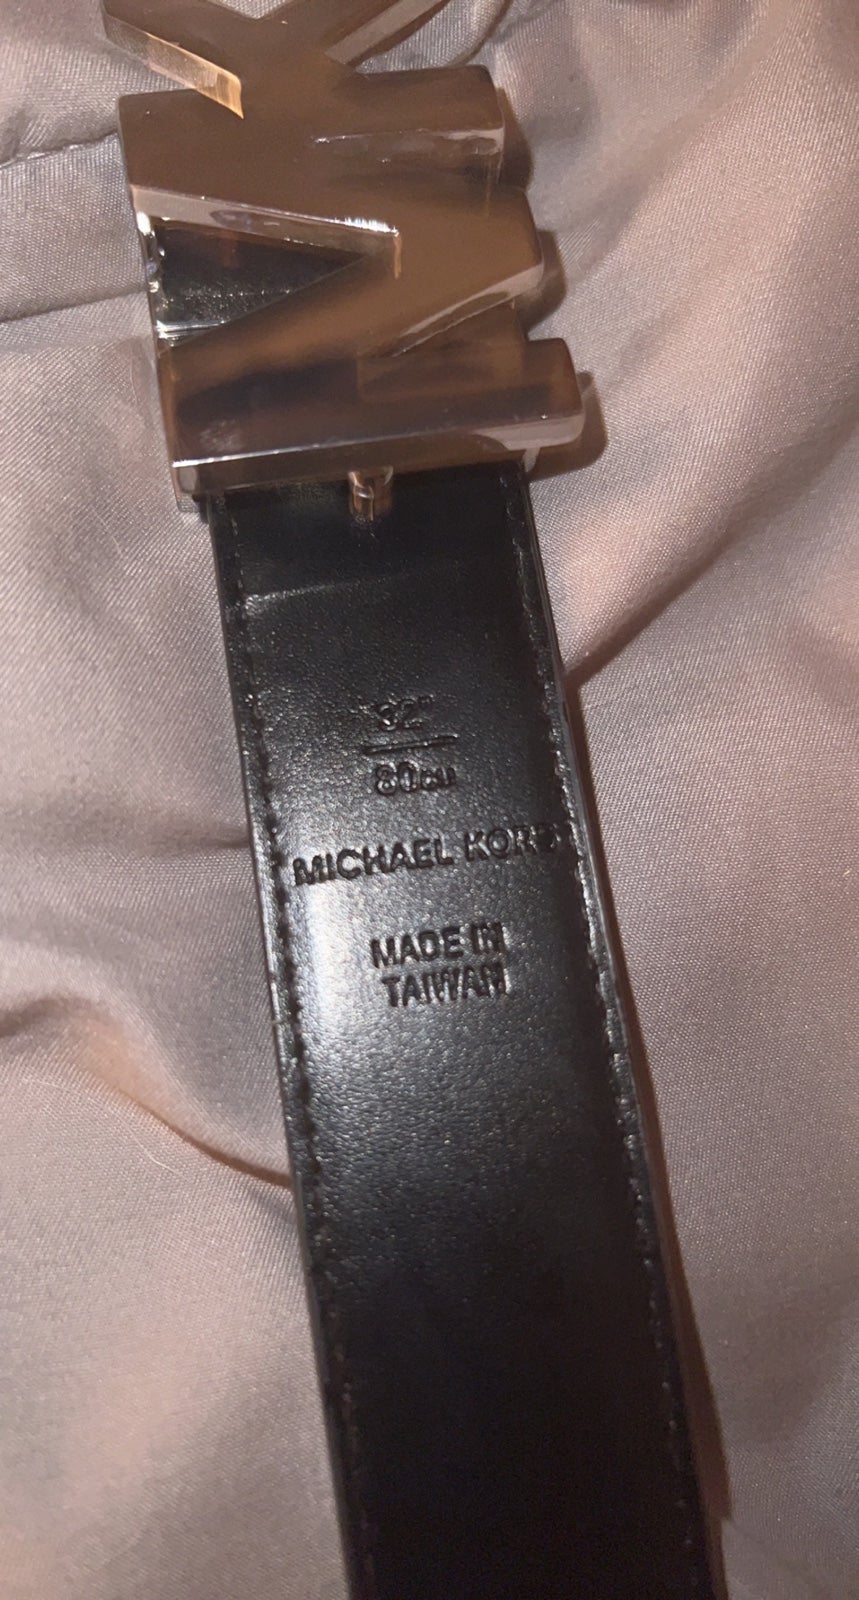 32"
80cm
MICHAEL KORS
MADE IN
TAIWAN